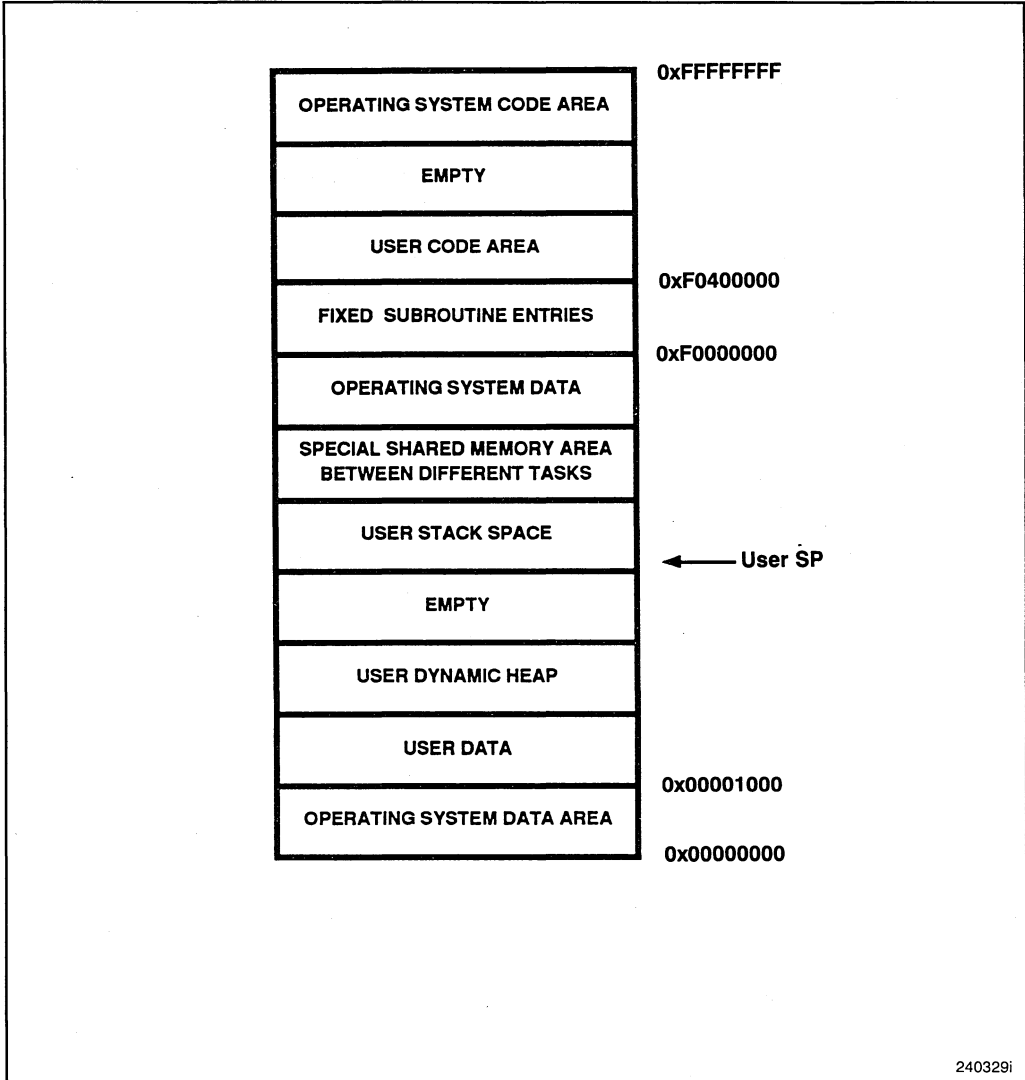 0xFFFFFFFF
OPERATING SYSTEM CODE AREA
EMPTY
USER CODE AREA
0xF0400000
FIXED SUBROUTINE ENTRIES
0xF0000000
OPERATING SYSTEM DATA
SPECIAL SHARED MEMORY AREA
BETWEEN DIFFERENT TASKS
USER STACK SPACE
User SP
EMPTY
USER DYNAMIC HEAP
USER DATA
0x00001000
OPERATING SYSTEM DATA AREA
0x00000000
240329i